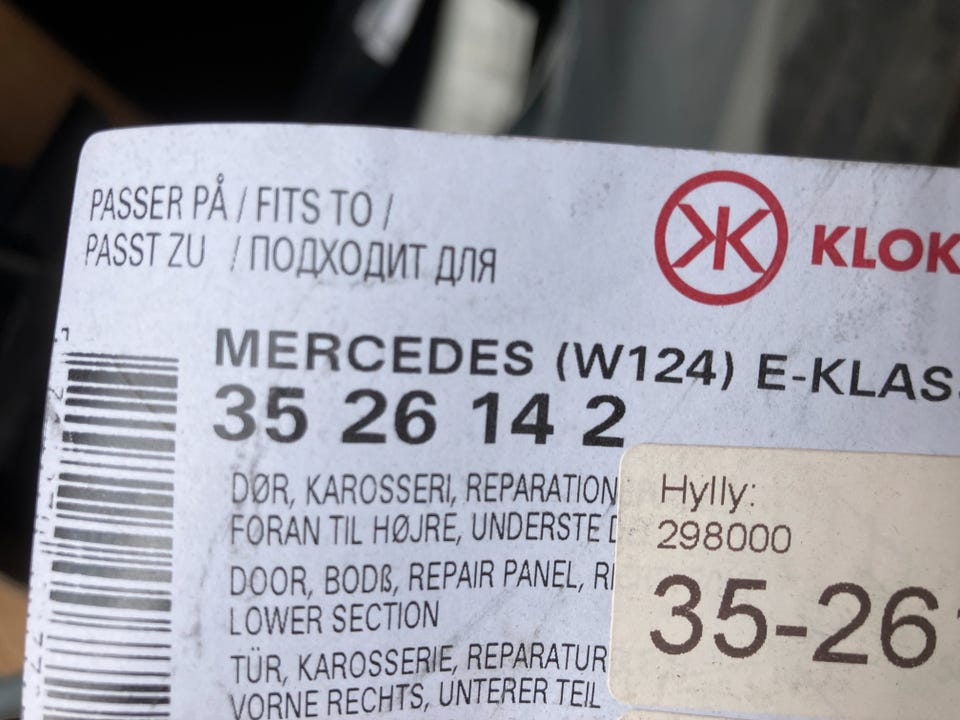 PASSER PÅ / FITS TO /
PASST ZU / ПОДХОДИТ ДЛЯ
KLOK
MERCEDES (W124) E-KLAS
35 26 14 2
DØR, KAROSSERI, REPARATION
FORAN TIL HØJRE, UNDERSTE
DOOR, BODß, REPAIR PANEL,
LOWER SECTION
TÜR, KAROSSERIE, REPARATUR
VORNE RECHTS, UNTERER TEIL
Hylly:
298000
35-26